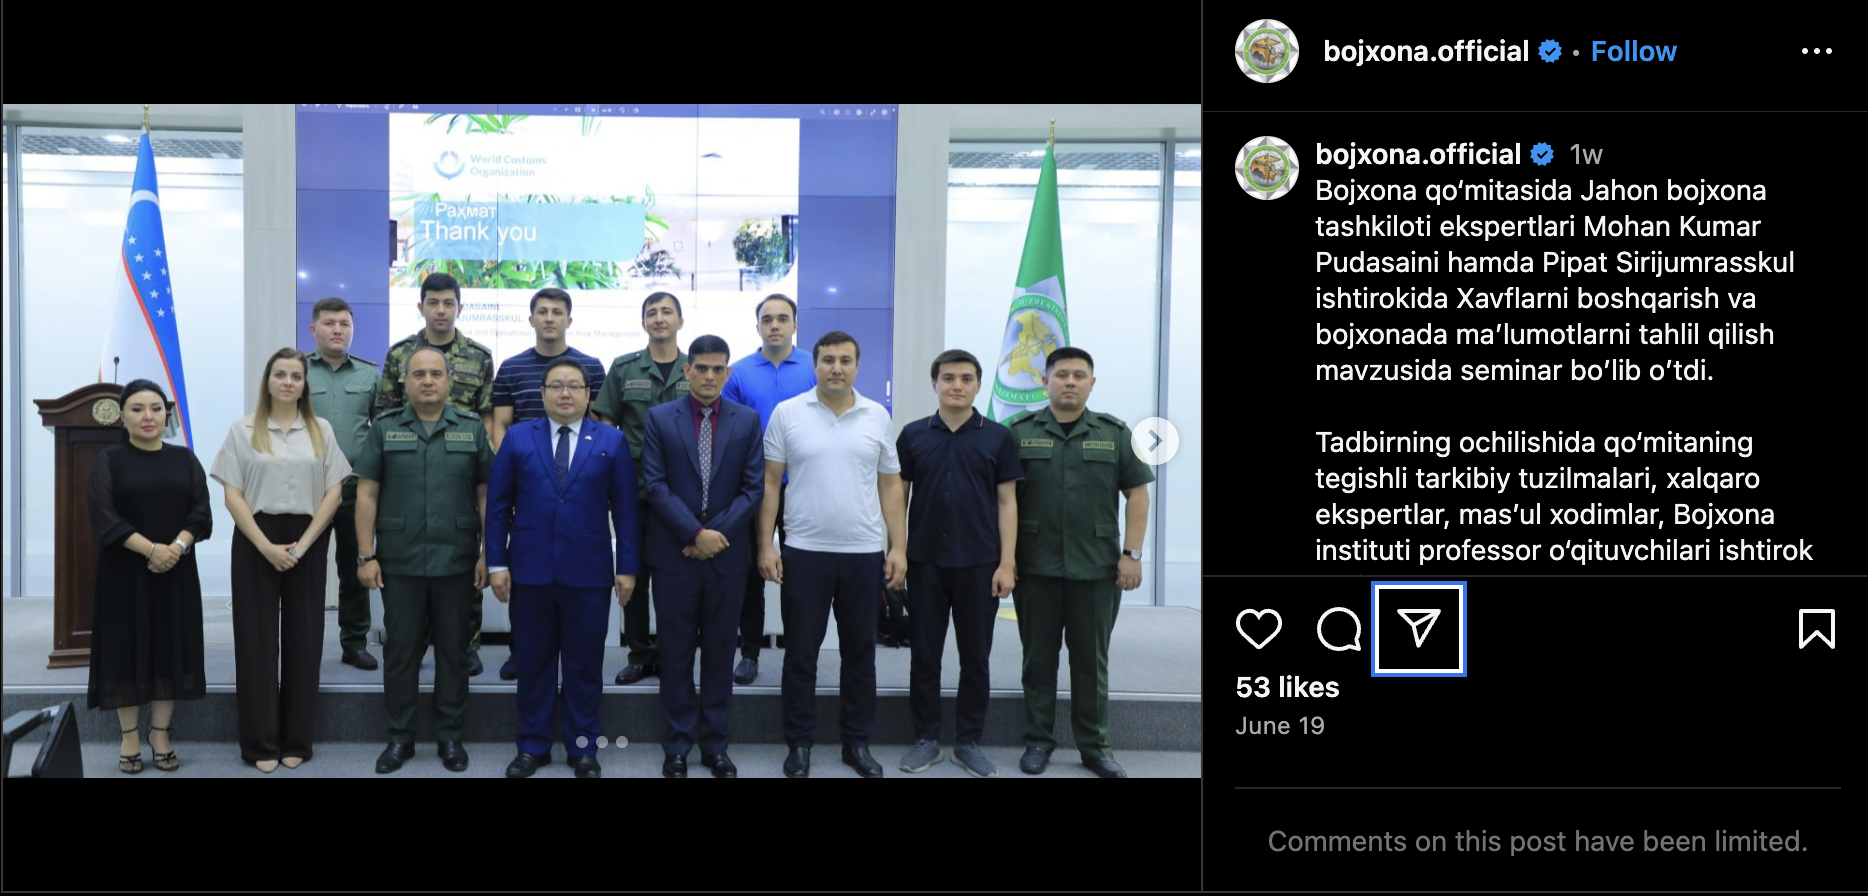 World Customs
Organization
Раҳмат
Thank you
bojxona.official • Follow
bojxona.official 1w
Bojxona qo‘mitasida Jahon bojxona
tashkiloti ekspertlari Mohan Kumar
Pudasaini hamda Pipat Sirijumrasskul
ishtirokida Xavflarni boshqarish va
bojxonada ma’lumotlarni tahlil qilish
mavzusida seminar bo’lib o’tdi.
Tadbirning ochilishida qo‘mitaning
tegishli tarkibiy tuzilmalari, xalqaro
ekspertlar, mas’ul xodimlar, Bojxona
instituti professor o‘qituvchilari ishtirok
53 likes
June 19
Comments on this post have been limited.